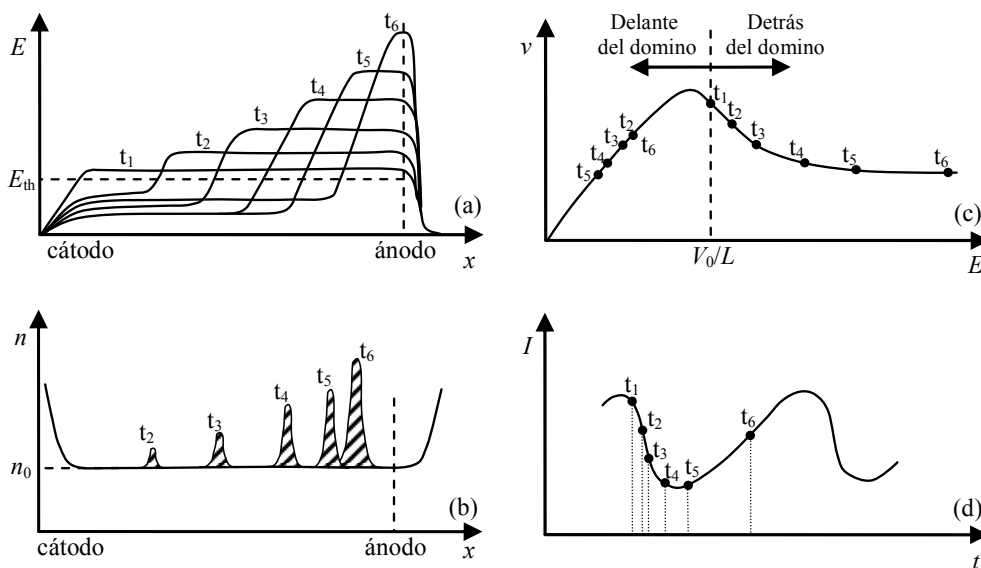 E
t₆
t₅
t₄
t₃
t₂
t₁
Eth
(a)
cátodo
ánodo
x
Delante del domino
Detrás del domino
v
t₁
t₂
t₃
t₄
t₅
t₆
t₂
t₃
t₆
t₄
t₅
(c)
V₀/L
E
n
t₆
t₅
t₄
t₃
t₂
n₀
(b)
cátodo
ánodo
x
I
t₁
t₂
t₃
t₄
t₅
t₆
(d)
t